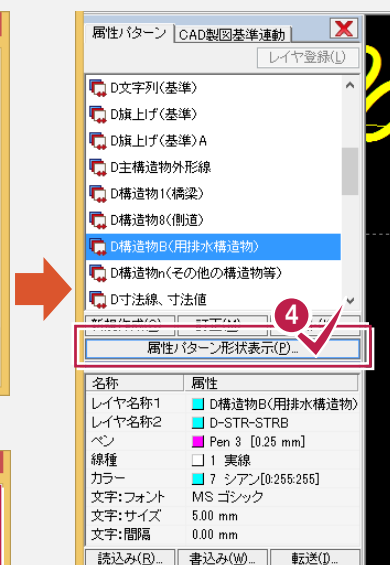 属性パターン CAD製図基準連動
レイヤ登録(L)
D文字列(基準)
D旗上げ(基準)
D旗上げ(基準)A
D主構造物外形線
D構造物1(橋梁)
D構造物8(側道)
D構造物B(用排水構造物)
D構造物n(その他の構造物等)
D寸法線、寸法値
4
属性パターン形状表示(P)...
名称 属性
レイヤ名称1 D構造物B(用排水構造物)
レイヤ名称2 D-STR-STRB
ペン Pen 3 [0.25 mm]
線種 1 実線
カラー 7 シアン[0:255:255]
文字:フォント MS ゴシック
文字:サイズ 5.00 mm
文字:間隔 0.00 mm
読込み(R)... 書込み(W)... 転送(I)...